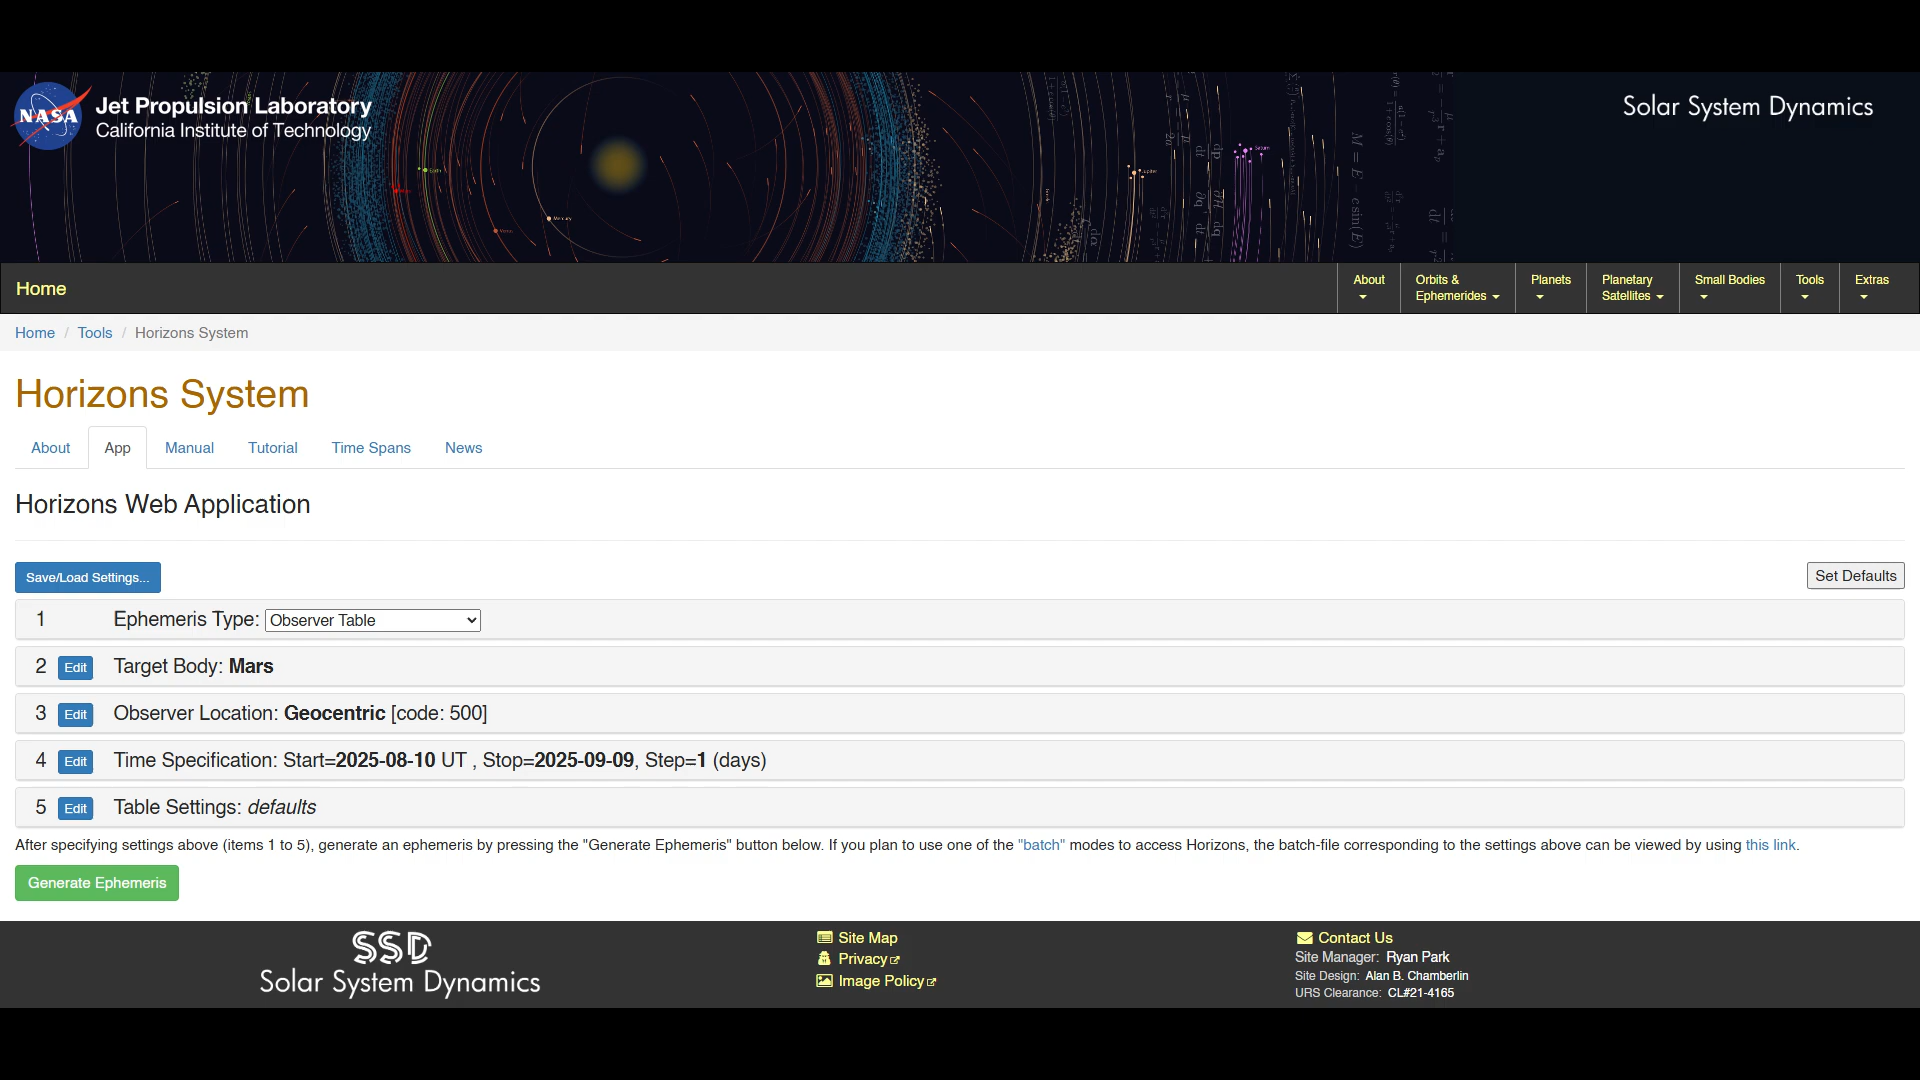 NASA
Jet Propulsion Laboratory
California Institute of Technology
Solar System Dynamics
Earth
Mercury
Venus
Jupiter
Saturn
M = E - e sin(E)
Home
About
Orbits &
Ephemerides
Planets
Planetary
Satellites
Small Bodies
Tools
Extras
Home / Tools / Horizons System
Horizons System
About App Manual Tutorial Time Spans News
Horizons Web Application
Save/Load Settings...
Set Defaults
1 Ephemeris Type: Observer Table
2 Edit Target Body: Mars
3 Edit Observer Location: Geocentric [code: 500]
4 Edit Time Specification: Start=2025-08-10 UT , Stop=2025-09-09, Step=1 (days)
5 Edit Table Settings: defaults
After specifying settings above (items 1 to 5), generate an ephemeris by pressing the "Generate Ephemeris" button below. If you plan to use one of the "batch" modes to access Horizons, the batch-file corresponding to the settings above can be viewed by using this link.
Generate Ephemeris
SSD
Solar System Dynamics
Site Map
Privacy
Image Policy
Contact Us
Site Manager: Ryan Park
Site Design: Alan B. Chamberlin
URS Clearance: CL#21-4165